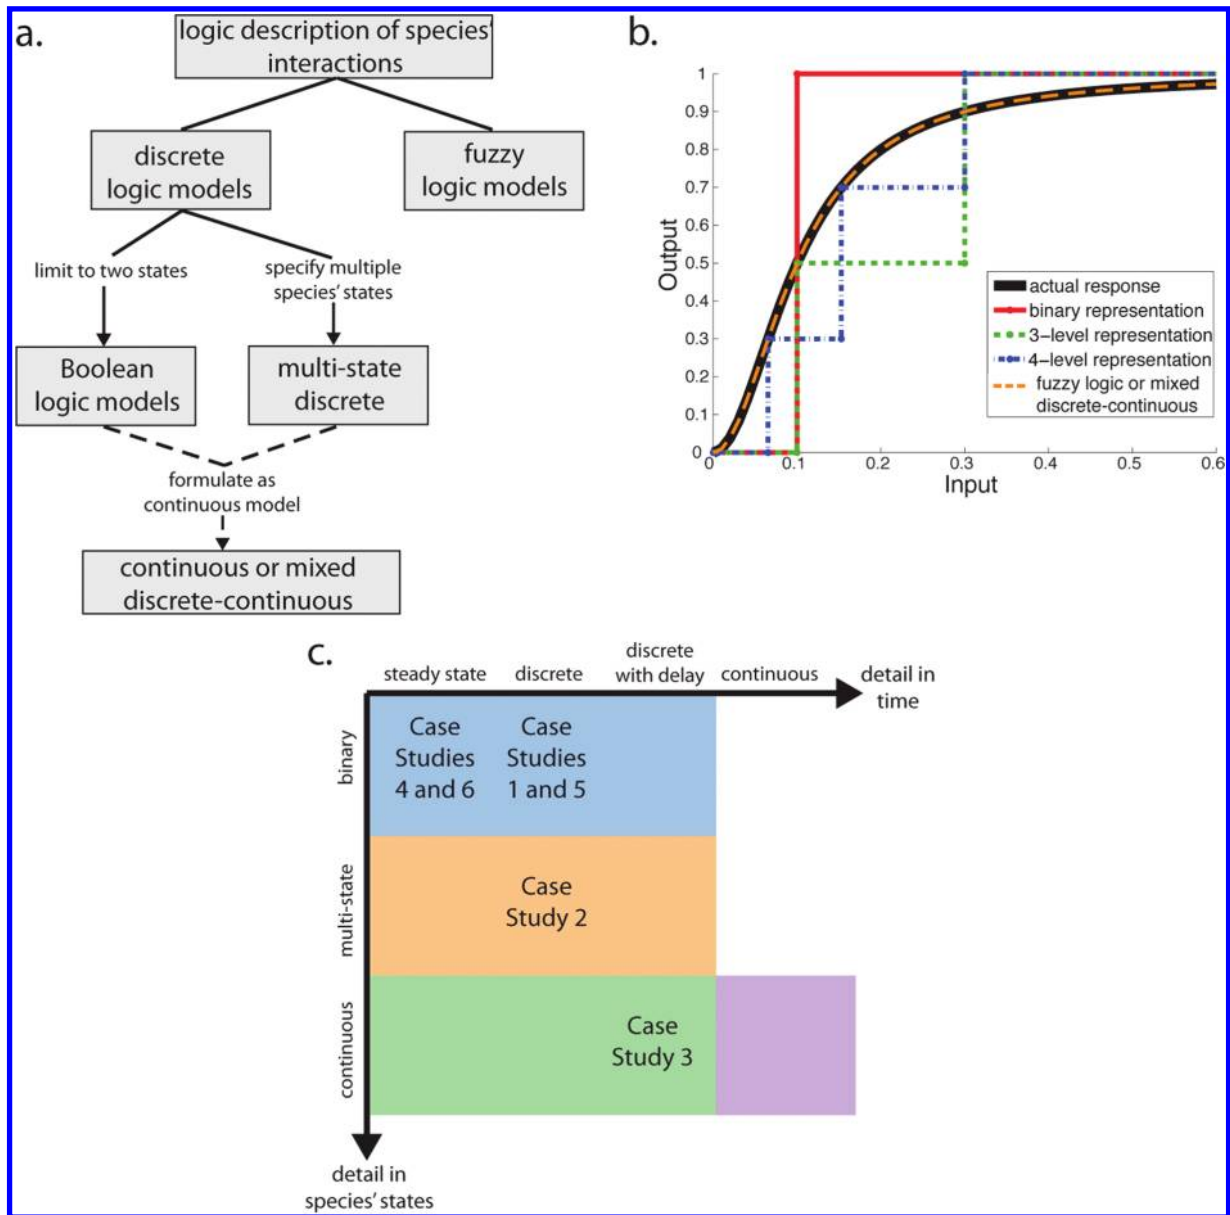 a.
logic description of species'
interactions
discrete
logic models
fuzzy
logic models
limit to two states
specify multiple
species' states
Boolean
logic models
multi-state
discrete
formulate as
continuous model
continuous or mixed
discrete-continuous
b.
Output
1
0.9
0.8
0.7
0.6
0.5
0.4
0.3
0.2
0.1
0
0
0.1
0.2
0.3
0.4
0.5
0.6
Input
actual response
binary representation
3-level representation
4-level representation
fuzzy logic or mixed
discrete-continuous
c.
steady state
discrete
discrete
with delay
continuous
detail in
time
binary
Case
Studies
4 and 6
Case
Studies
1 and 5
multi-state
Case
Study 2
continuous
Case
Study 3
detail in
species' states